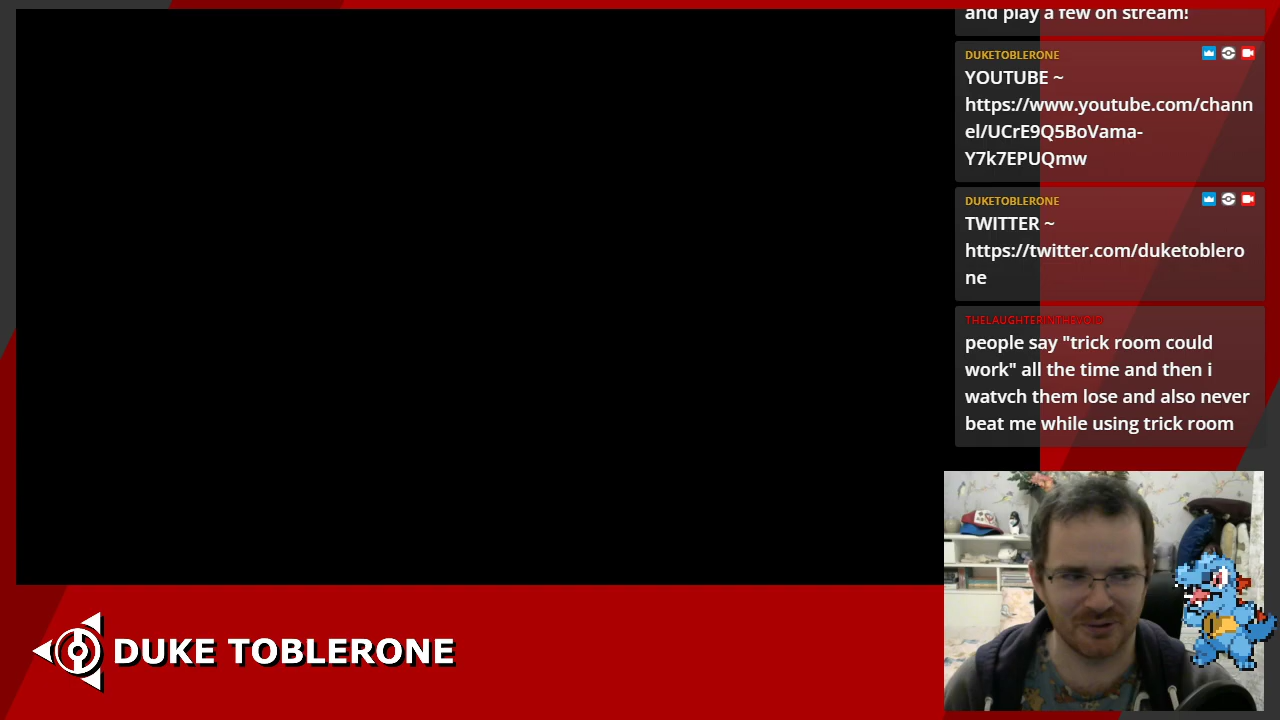 and play a few on stream!
DUKETOBLERONE
YOUTUBE ~
https://www.youtube.com/chann
el/UCrE9Q5BoVama-
Y7k7EPUQmw
DUKETOBLERONE
TWITTER ~
https://twitter.com/duketoblero
ne
THELAUGHTERINTHEVOID
people say "trick room could
work" all the time and then i
watvch them lose and also never
beat me while using trick room
DUKE TOBLERONE